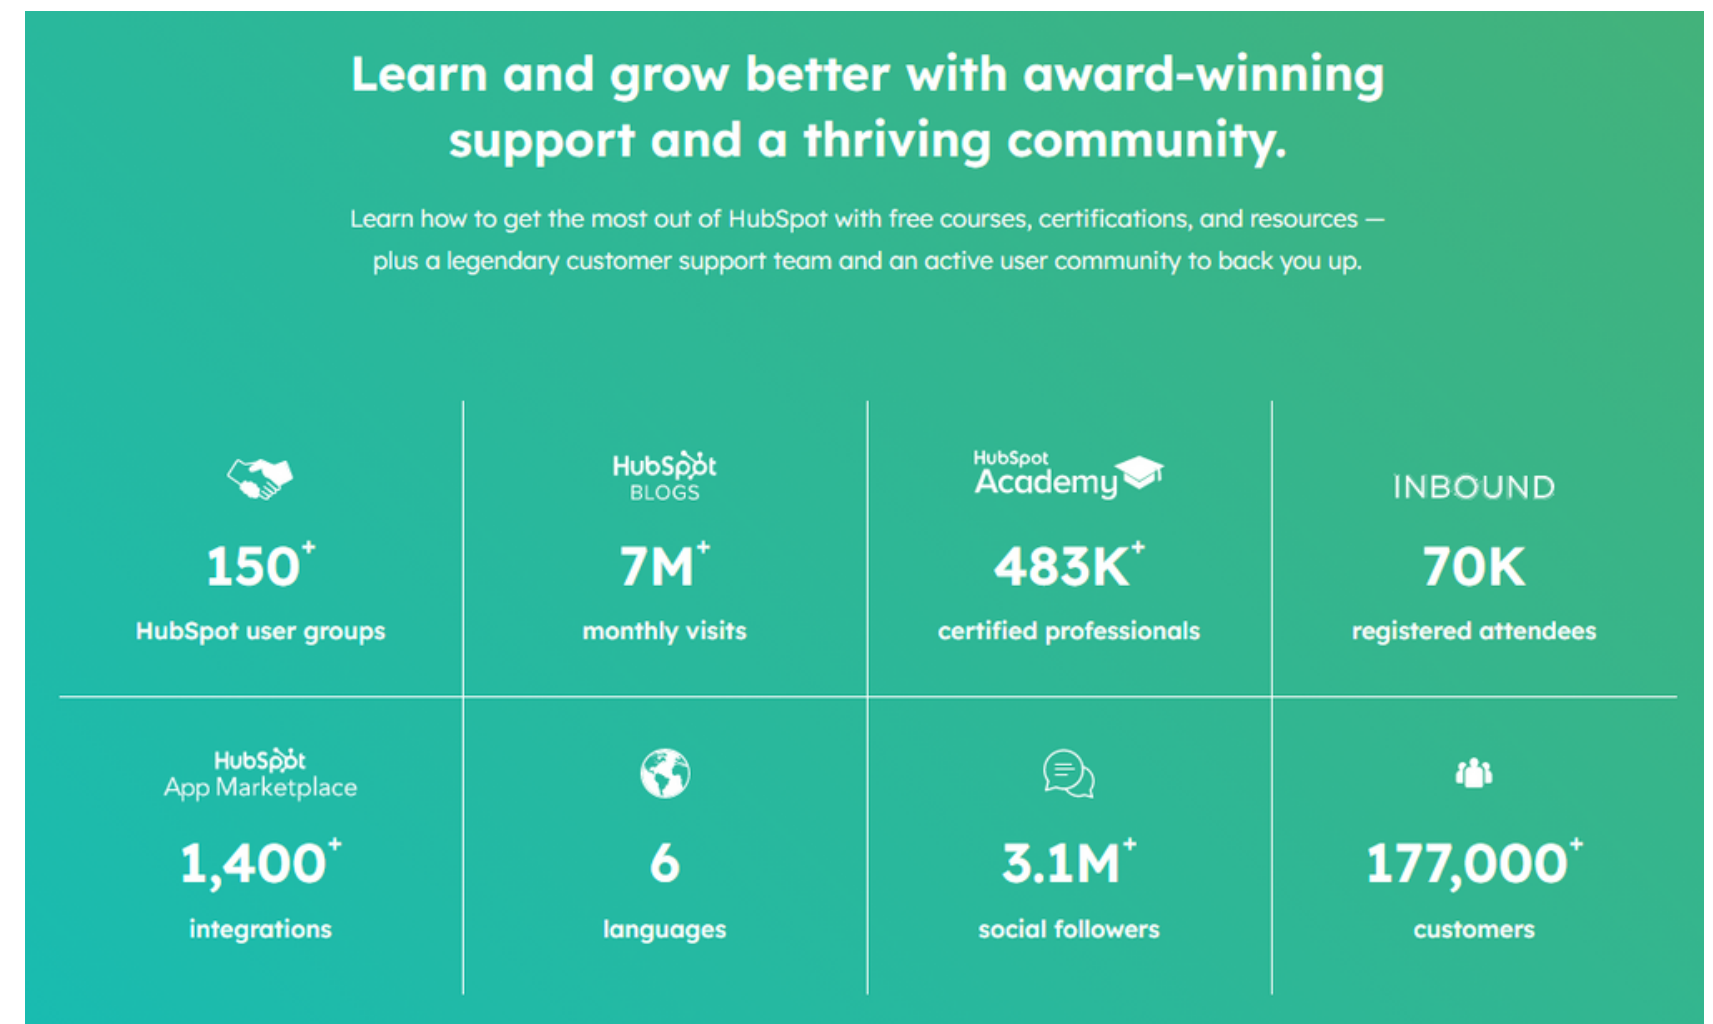 Learn and grow better with award-winning
support and a thriving community.
Learn how to get the most out of HubSpot with free courses, certifications, and resources —
plus a legendary customer support team and an active user community to back you up.
150+
HubSpot user groups
HubSpot
BLOGS
7M+
monthly visits
HubSpot
Academy
483K+
certified professionals
INBOUND
70K
registered attendees
HubSpot
App Marketplace
1,400+
integrations
6
languages
3.1M+
social followers
177,000+
customers